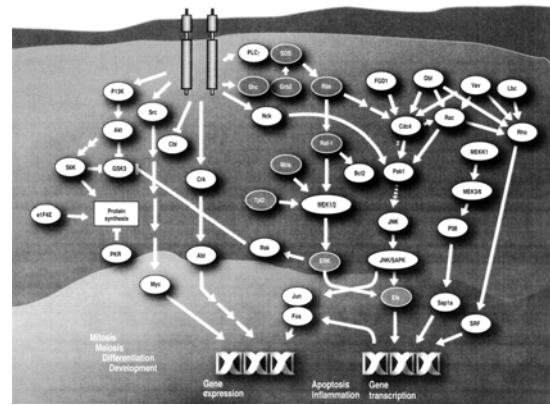 PLC-γ
SOS
Shc
Grb2
Ras
FGD1
Dbl
Vav
Lbc
PI3K
Src
Nck
Cdc4
Rac
Rho
Akt
Cbl
Raf-1
MEKK1
S6K
GSK3
Crk
Mos
Bcl2
Pak1
MEK3/6
eIF4E
Protein
synthesis
Tpl2
MEK1/2
JNK
P38
PKR
Abl
Rsk
ERK
JNK/SAPK
Myc
Jun
Fos
Elk
Sap1a
SRF
Mitosis
Meiosis
Differentiation
Development
Gene
expression
Apoptosis
Inflammation
Gene
transcription